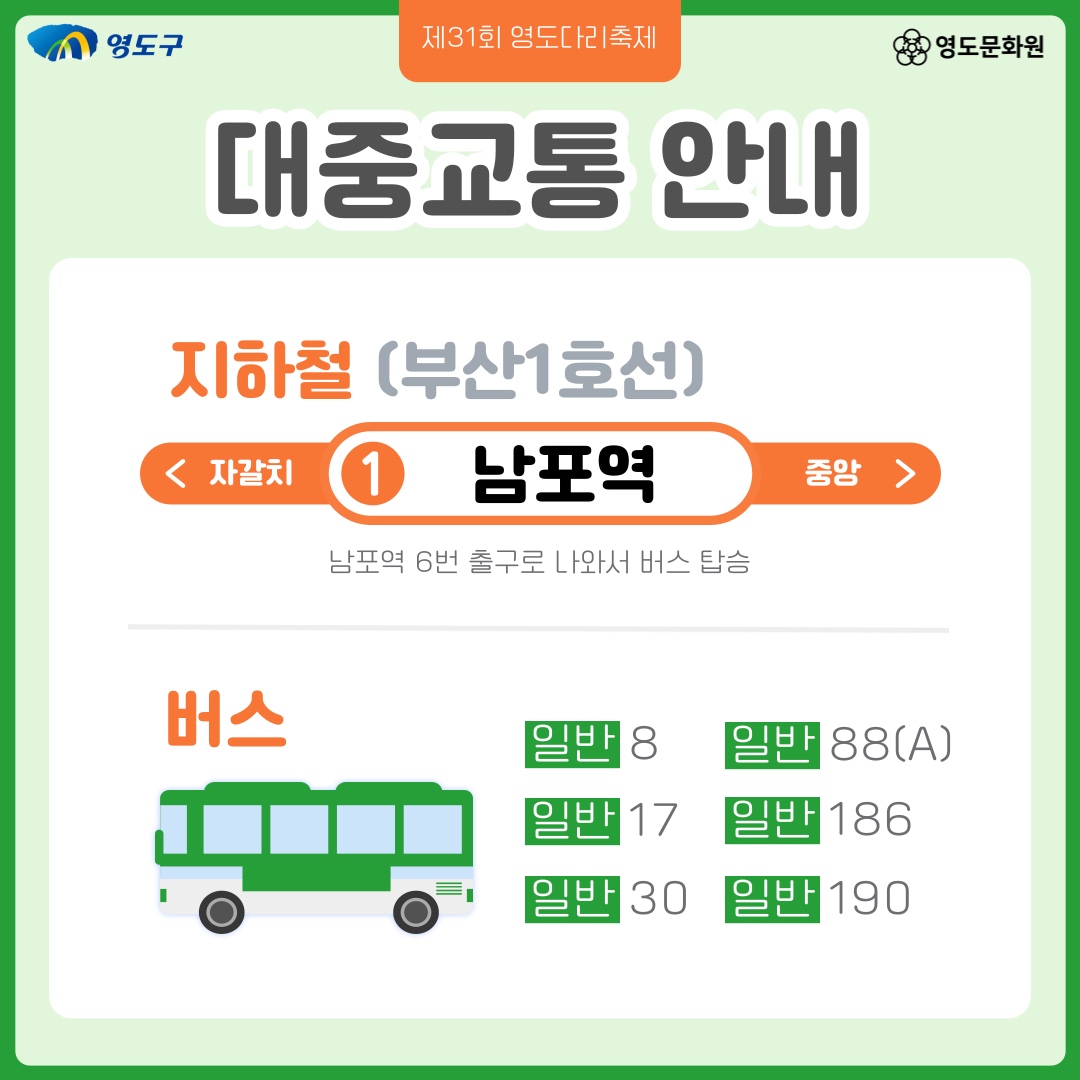 영도구
제31회 영도다리축제
영도문화원
대중교통 안내
지하철 (부산1호선)
< 자갈치 1 남포역 중앙 >
남포역 6번 출구로 나와서 버스 탑승
버스
일반 8 일반 88(A)
일반 17 일반 186
일반 30 일반 190